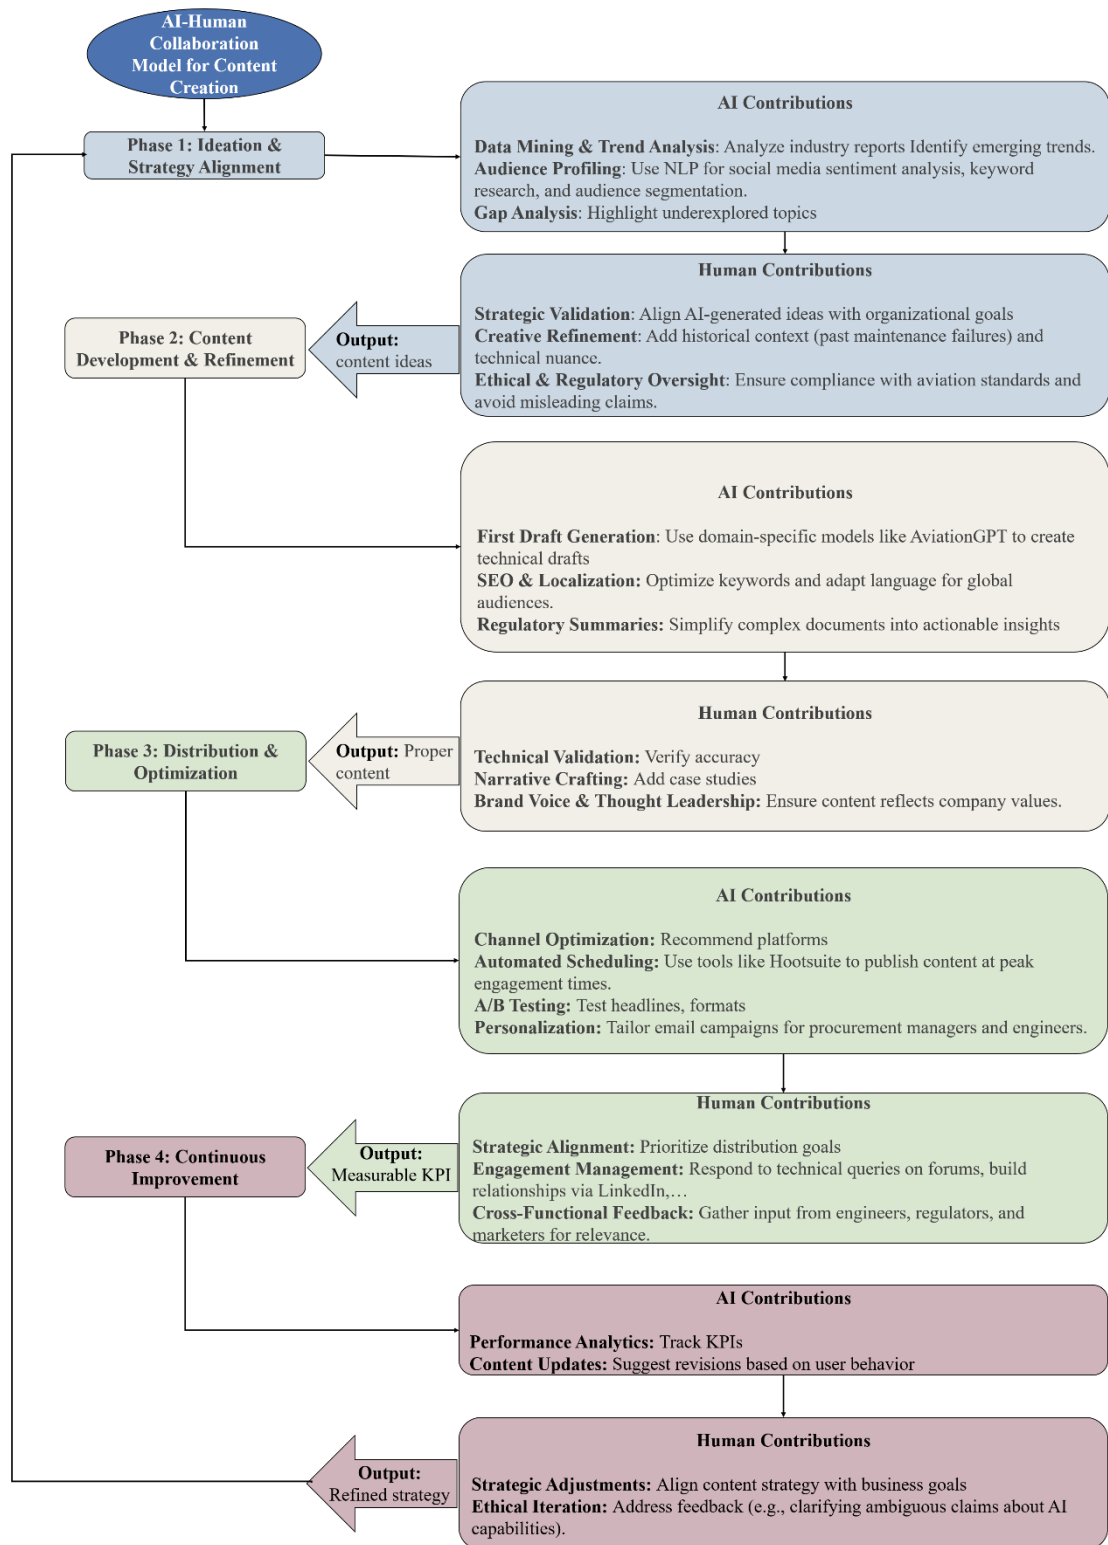 AI-Human
Collaboration
Model for Content
Creation
Phase 1: Ideation &
Strategy Alignment
AI Contributions
Data Mining & Trend Analysis: Analyze industry reports Identify emerging trends.
Audience Profiling: Use NLP for social media sentiment analysis, keyword
research, and audience segmentation.
Gap Analysis: Highlight underexplored topics
Human Contributions
Strategic Validation: Align AI-generated ideas with organizational goals
Creative Refinement: Add historical context (past maintenance failures) and
technical nuance.
Ethical & Regulatory Oversight: Ensure compliance with aviation standards and
avoid misleading claims.
Output:
content ideas
Phase 2: Content
Development & Refinement
AI Contributions
First Draft Generation: Use domain-specific models like AviationGPT to create
technical drafts
SEO & Localization: Optimize keywords and adapt language for global
audiences.
Regulatory Summaries: Simplify complex documents into actionable insights
Human Contributions
Technical Validation: Verify accuracy
Narrative Crafting: Add case studies
Brand Voice & Thought Leadership: Ensure content reflects company values.
Output: Proper
content
Phase 3: Distribution &
Optimization
AI Contributions
Channel Optimization: Recommend platforms
Automated Scheduling: Use tools like Hootsuite to publish content at peak
engagement times.
A/B Testing: Test headlines, formats
Personalization: Tailor email campaigns for procurement managers and engineers.
Human Contributions
Strategic Alignment: Prioritize distribution goals
Engagement Management: Respond to technical queries on forums, build
relationships via LinkedIn,…
Cross-Functional Feedback: Gather input from engineers, regulators, and
marketers for relevance.
Output:
Measurable KPI
Phase 4: Continuous
Improvement
AI Contributions
Performance Analytics: Track KPIs
Content Updates: Suggest revisions based on user behavior
Human Contributions
Strategic Adjustments: Align content strategy with business goals
Ethical Iteration: Address feedback (e.g., clarifying ambiguous claims about AI
capabilities).
Output:
Refined strategy